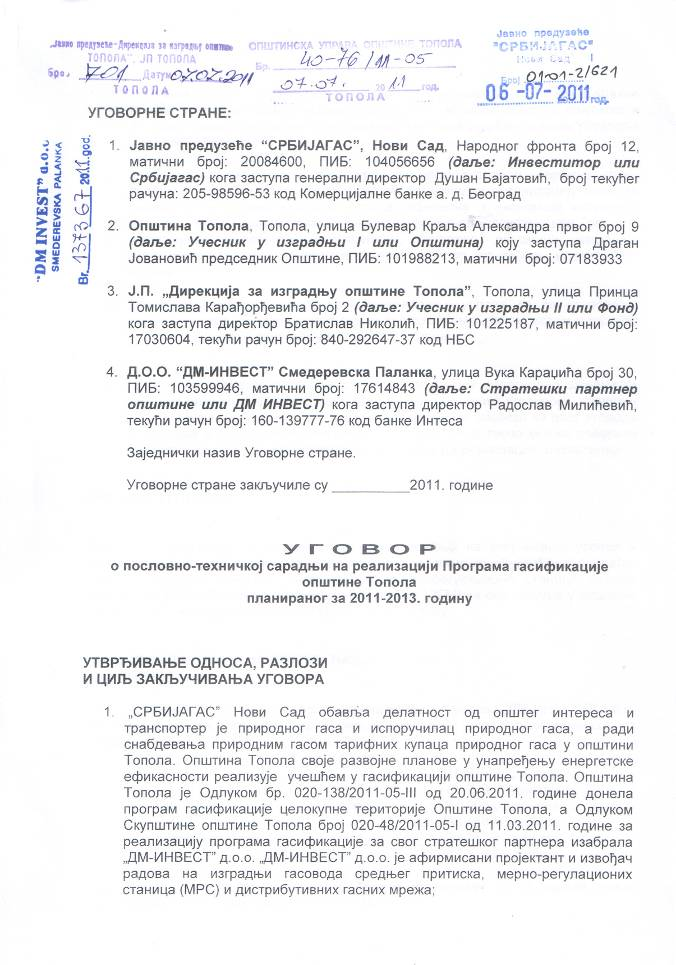 „Јавно предузеће-Дирекција за изградњу општине
ТОПОЛА", ЈП ТОПОЛА
Број 701 Датум 07.07.2011
ТОПОЛА
ОПШТИНСКА УПРАВА ОПШТИНЕ ТОПОЛА
Бр. 40-76/11-05
07.07. 2011 год.
ТОПОЛА
Јавно предузеће
"СРБИЈАГАС"
Нови Сад 1
Број 01-01-2/621
06-07-2011 год.
"DM INVEST" d.o.o
SMEDEREVSKA PALANKA
Br. 1373/67 2011. god.
УГОВОРНЕ СТРАНЕ:
1. Јавно предузеће “СРБИЈАГАС”, Нови Сад, Народног фронта број 12,
матични број: 20084600, ПИБ: 104056656 (даље: Инвеститор или
Србијагас) кога заступа генерални директор Душан Бајатовић, број текућег
рачуна: 205-98596-53 код Комерцијалне банке а. д. Београд
2. Општина Топола, Топола, улица Булевар Краља Александра првог број 9
(даље: Учесник у изградњи I или Општина) коју заступа Драган
Јовановић председник Општине, ПИБ: 101988213, матични број: 07183933
3. Ј.П. „Дирекција за изградњу општине Топола”, Топола, улица Принца
Томислава Карађорђевића број 2 (даље: Учесник у изградњи II или Фонд)
кога заступа директор Братислав Николић, ПИБ: 101225187, матични број:
17030604, текући рачун број: 840-292647-37 код НБС
4. Д.О.О. “ДМ-ИНВЕСТ” Смедеревска Паланка, улица Вука Караџића број 30,
ПИБ: 103599946, матични број: 17614843 (даље: Стратешки партнер
општине или ДМ ИНВЕСТ) кога заступа директор Радослав Милићевић,
текући рачун број: 160-139777-76 код банке Интеса
Заједнички назив Уговорне стране.
Уговорне стране закључиле су __________2011. године
УГОВОР
о пословно-техничкој сарадњи на реализацији Програма гасификације
општине Топола
планираног за 2011-2013. годину
УТВРЂИВАЊЕ ОДНОСА, РАЗЛОЗИ
И ЦИЉ ЗАКЉУЧИВАЊА УГОВОРА
1. „СРБИЈАГАС” Нови Сад обавља делатност од општег интереса и
транспортер је природног гаса и испоручилац природног гаса, а ради
снабдевања природним гасом тарифних купаца природног гаса у општини
Топола. Општина Топола своје развојне планове у унапређењу енергетске
ефикасности реализује учешћем у гасификацији општине Топола. Општина
Топола је Одлуком бр. 020-138/2011-05-III од 20.06.2011. године донела
програм гасификације целокупне територије Општине Топола, а Одлуком
Скупштине општине Топола број 020-48/2011-05-I од 11.03.2011. године за
реализацију програма гасификације за свог стратешког партнера изабрала
„ДМ-ИНВЕСТ” д.о.о. „ДМ-ИНВЕСТ” д.о.о. је афирмисани пројектант и извођач
радова на изградњи гасовода средњег притиска, мерно-регулационих
станица (МРС) и дистрибутивних гасних мрежа;